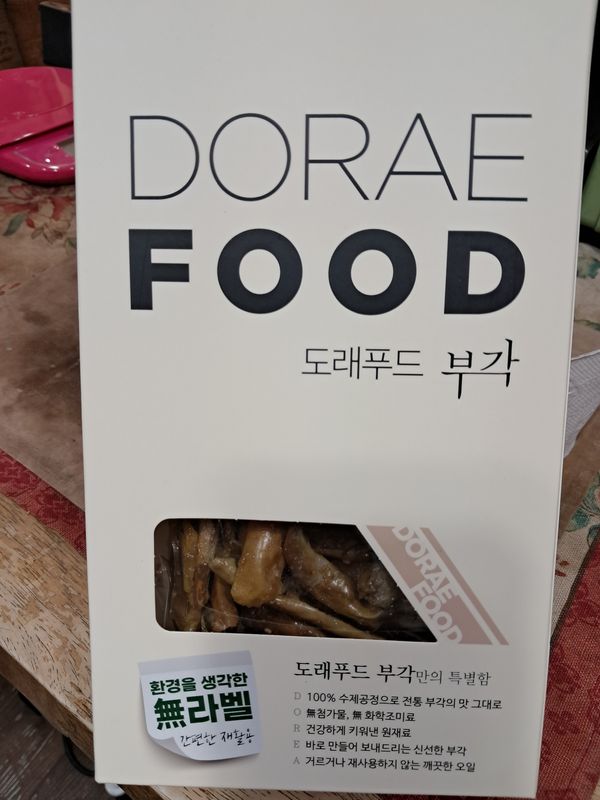 DORAE
FOOD
도래푸드 부각
DORAE
FOOD
환경을 생각한
無라벨
간편한 재활용
도래푸드 부각만의 특별함
D 100% 수제공정으로 전통 부각의 맛 그대로
O 無첨가물, 無 화학조미료
R 건강하게 키워낸 원재료
E 바로 만들어 보내드리는 신선한 부각
A 거르거나 재사용하지 않는 깨끗한 오일